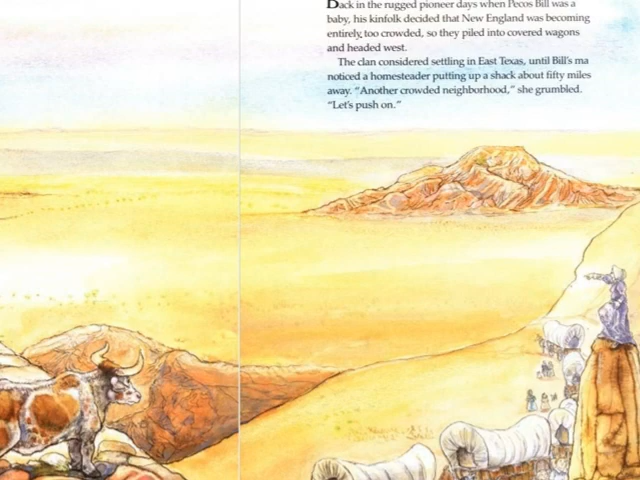 Back in the rugged pioneer days when Pecos Bill was a
baby, his kinfolk decided that New England was becoming
entirely too crowded, so they piled into covered wagons
and headed west.
The clan considered settling in East Texas, until Bill's ma
noticed a homesteader putting up a shack about fifty miles
away. “Another crowded neighborhood,” she grumbled.
“Let's push on.”